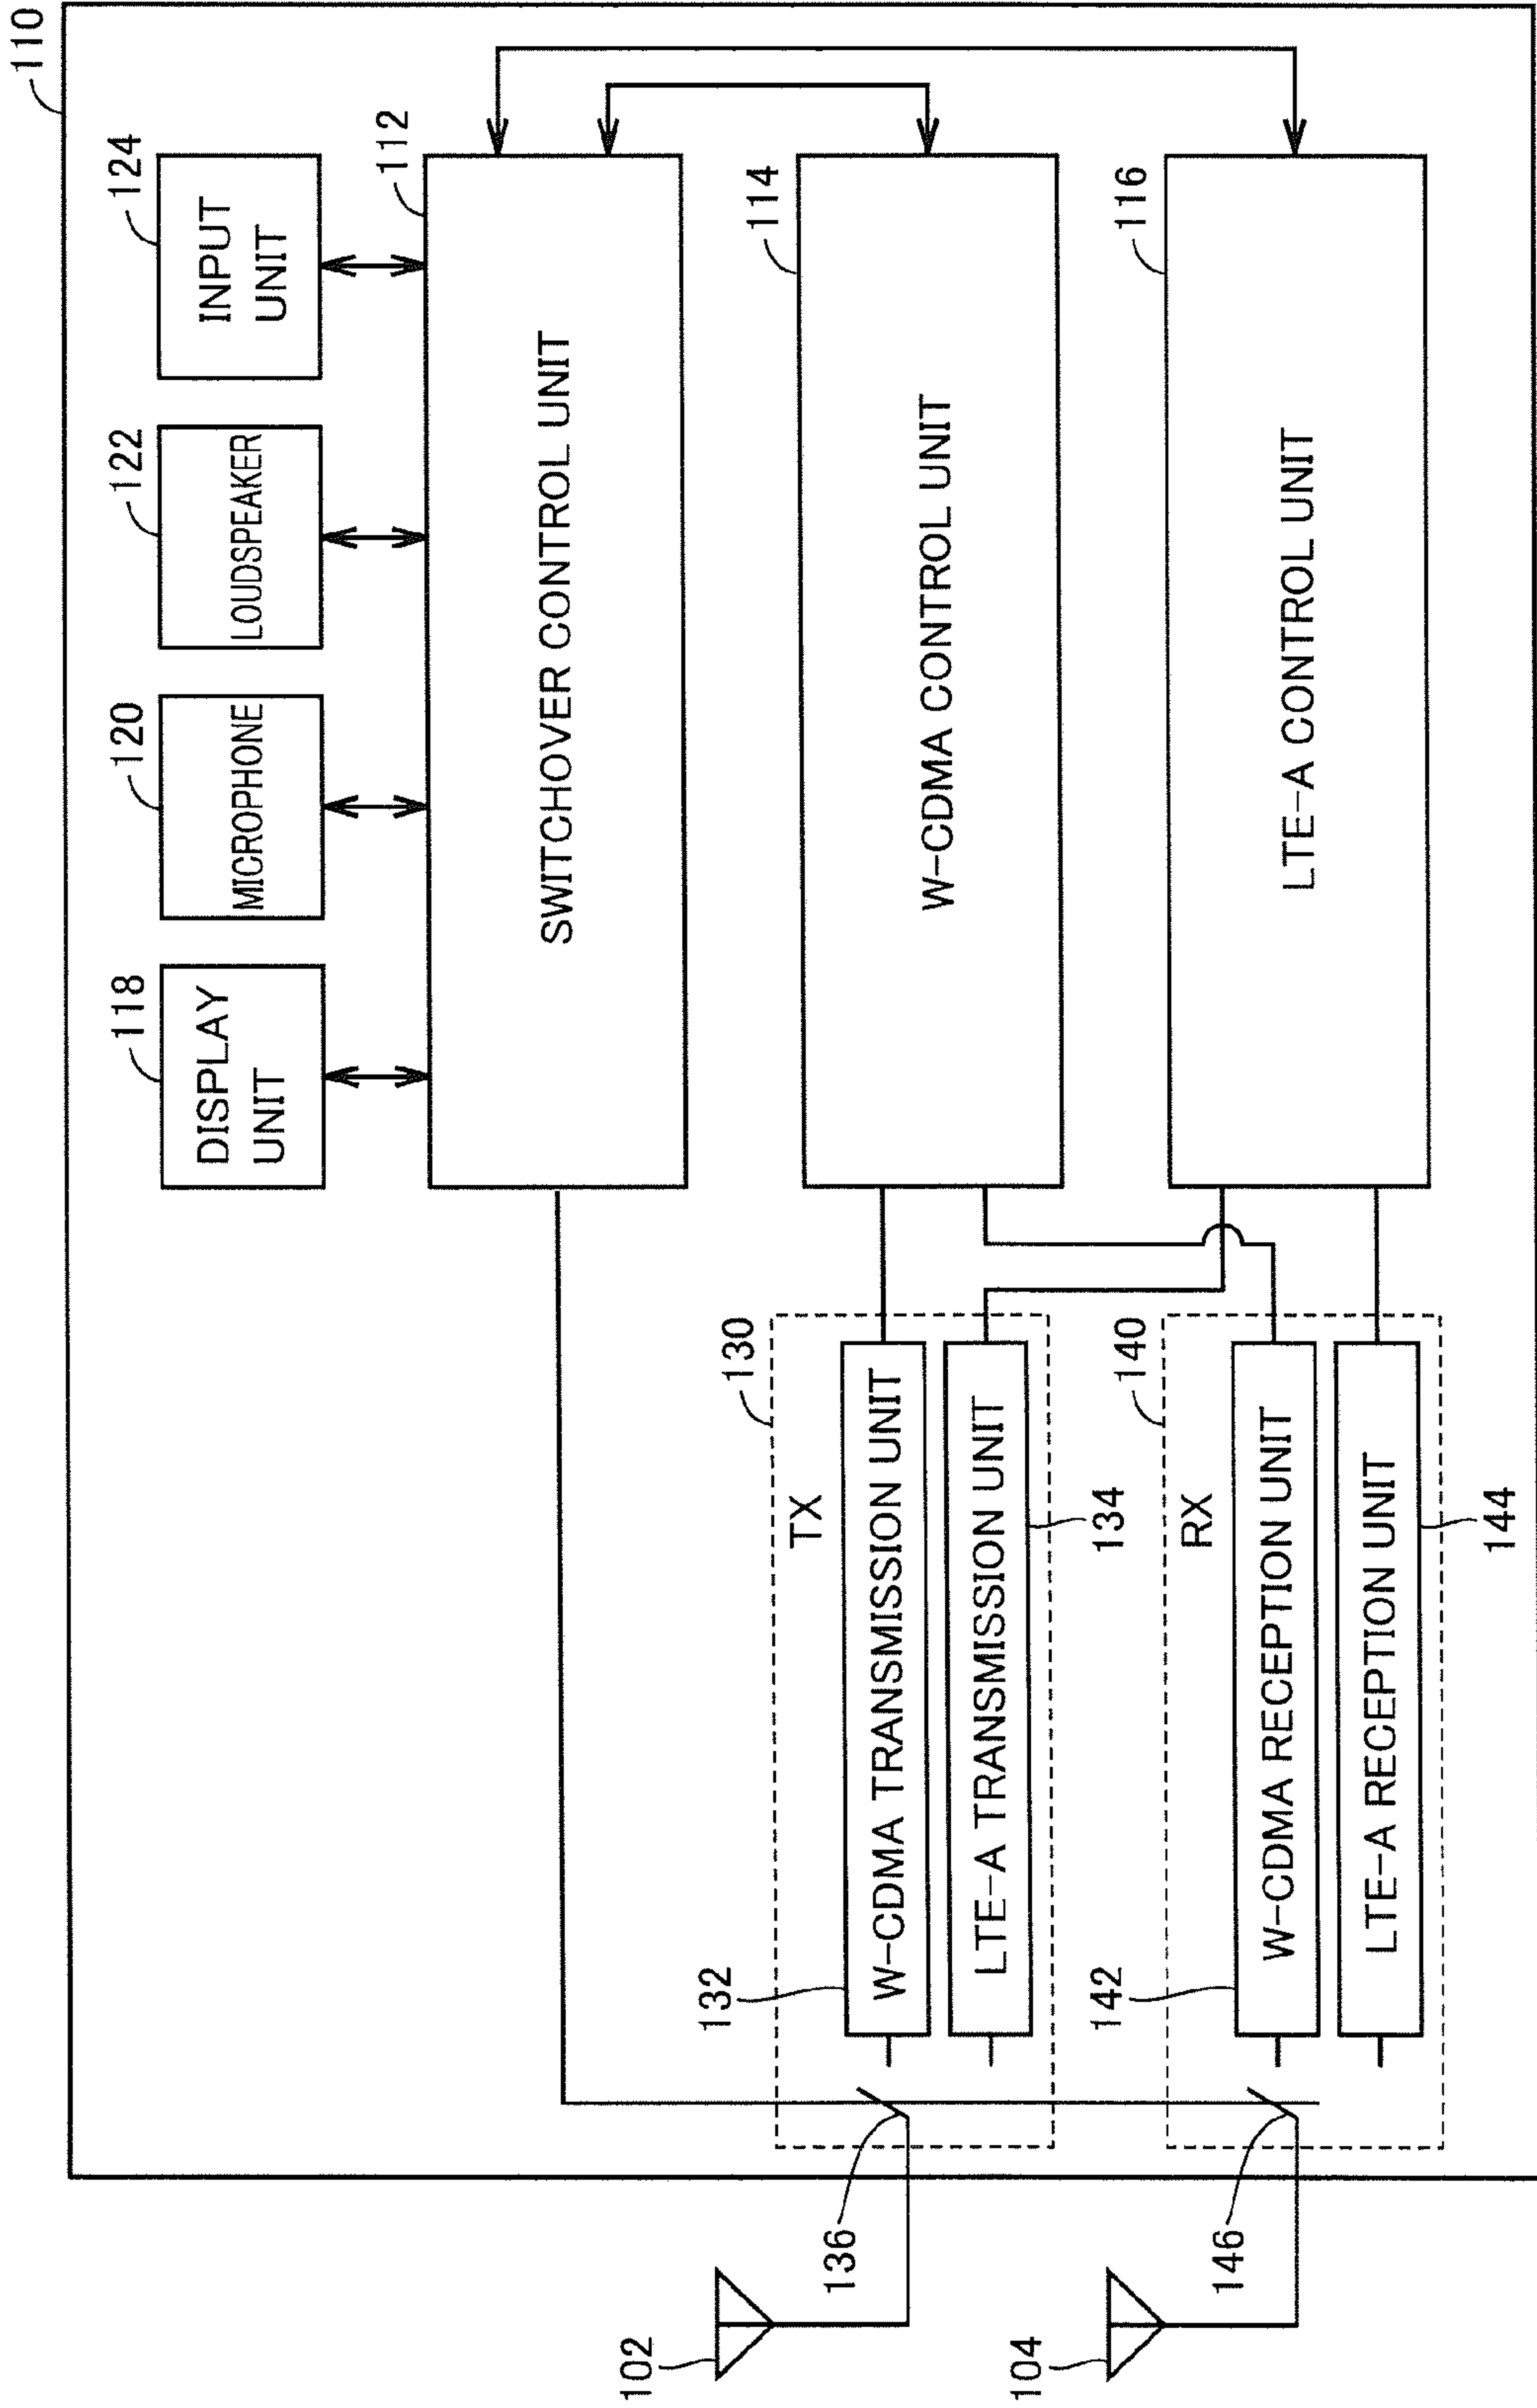 110
118
DISPLAY
UNIT
120
MICROPHONE
122
LOUDSPEAKER
124
INPUT
UNIT
112
SWITCHOVER CONTROL UNIT
130
TX
132
W-CDMA TRANSMISSION UNIT
LTE-A TRANSMISSION UNIT
134
114
W-CDMA CONTROL UNIT
102
136
140
RX
142
W-CDMA RECEPTION UNIT
LTE-A RECEPTION UNIT
144
116
LTE-A CONTROL UNIT
104
146